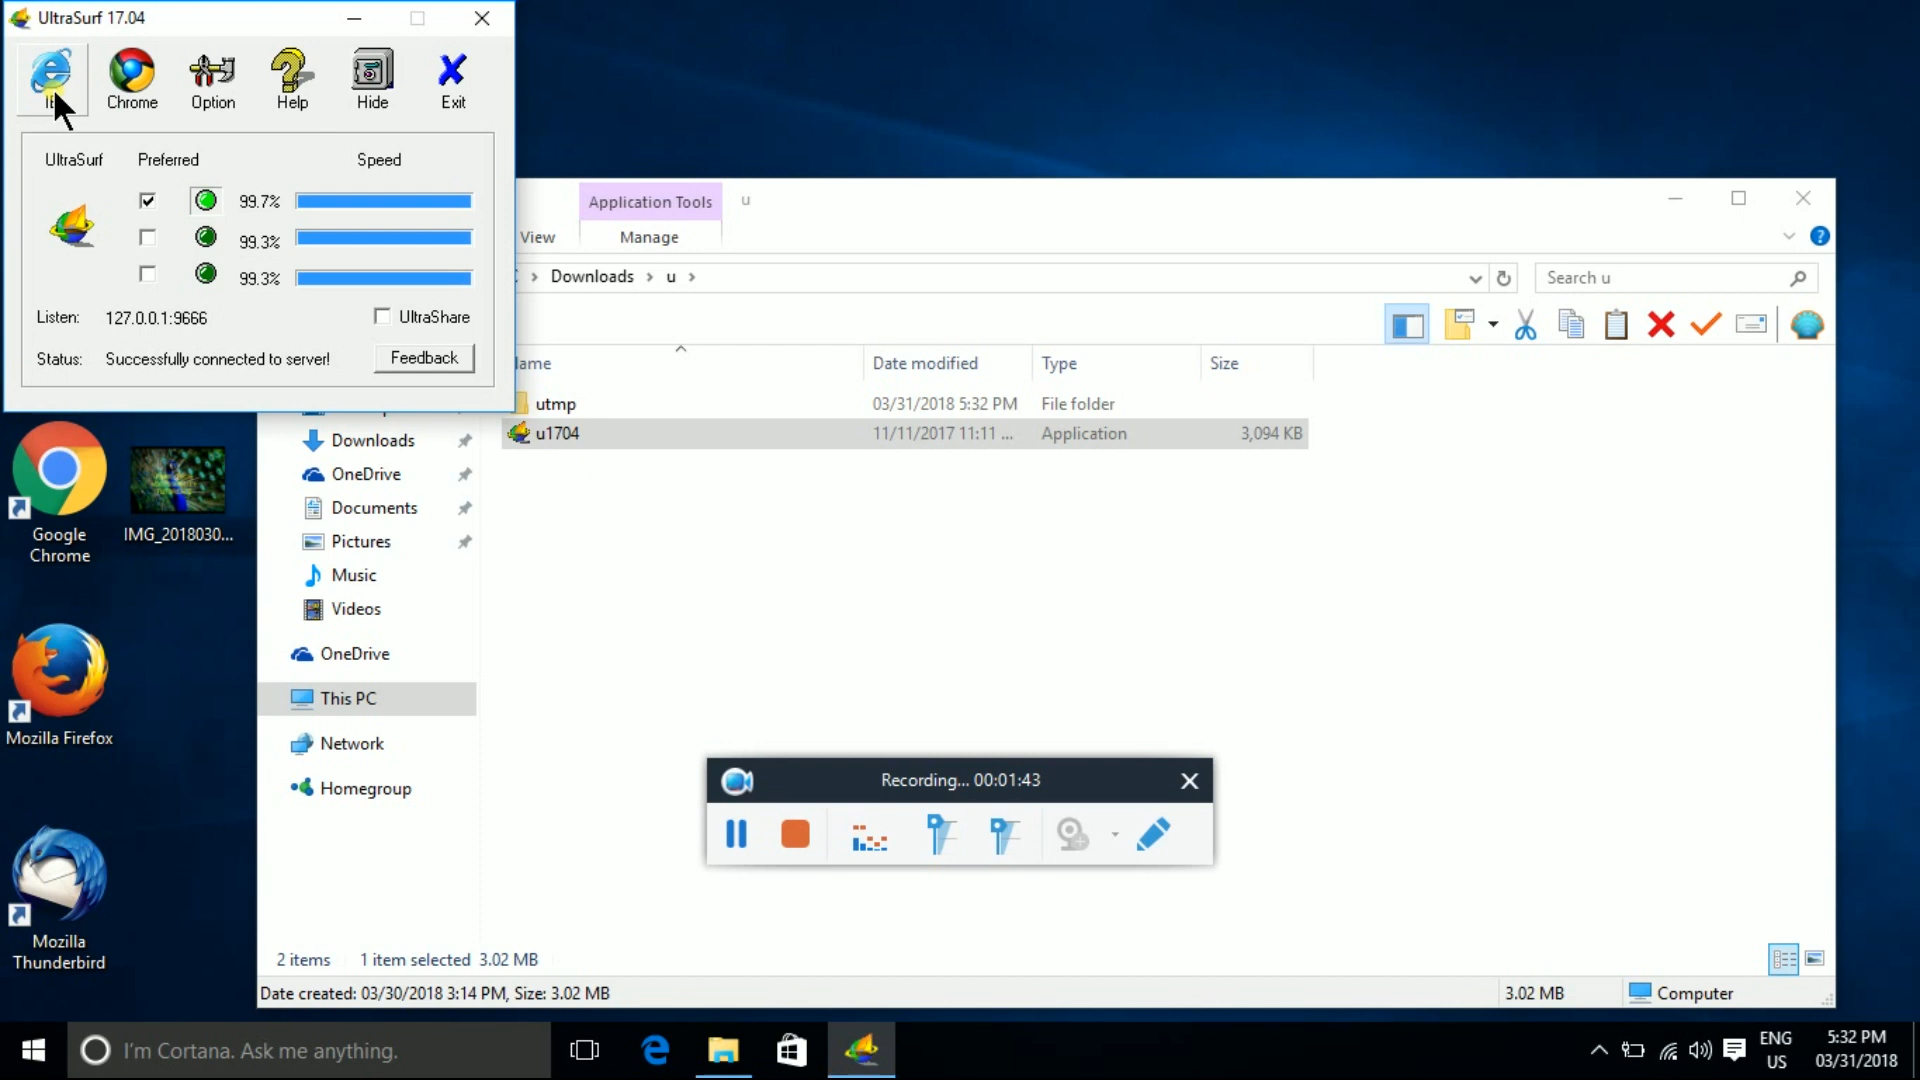 UltraSurf 17.04
Chrome
Option
Help
Hide
Exit
UltraSurf
Preferred
Speed
99.7%
99.3%
99.3%
Listen:
127.0.0.1:9666
UltraShare
Status:
Successfully connected to server!
Feedback
Application Tools
u
View
Manage
Downloads
u
Search u
Date modified
Type
Size
utmp
03/31/2018 5:32 PM
File folder
u1704
11/11/2017 11:11 ...
Application
3,094 KB
Downloads
OneDrive
Documents
Pictures
Music
Videos
OneDrive
This PC
Network
Homegroup
Google
Chrome
IMG_2018030...
Mozilla Firefox
Mozilla
Thunderbird
Recording... 00:01:43
2 items
1 item selected 3.02 MB
Date created: 03/30/2018 3:14 PM, Size: 3.02 MB
3.02 MB
Computer
I'm Cortana. Ask me anything.
ENG
US
5:32 PM
03/31/2018